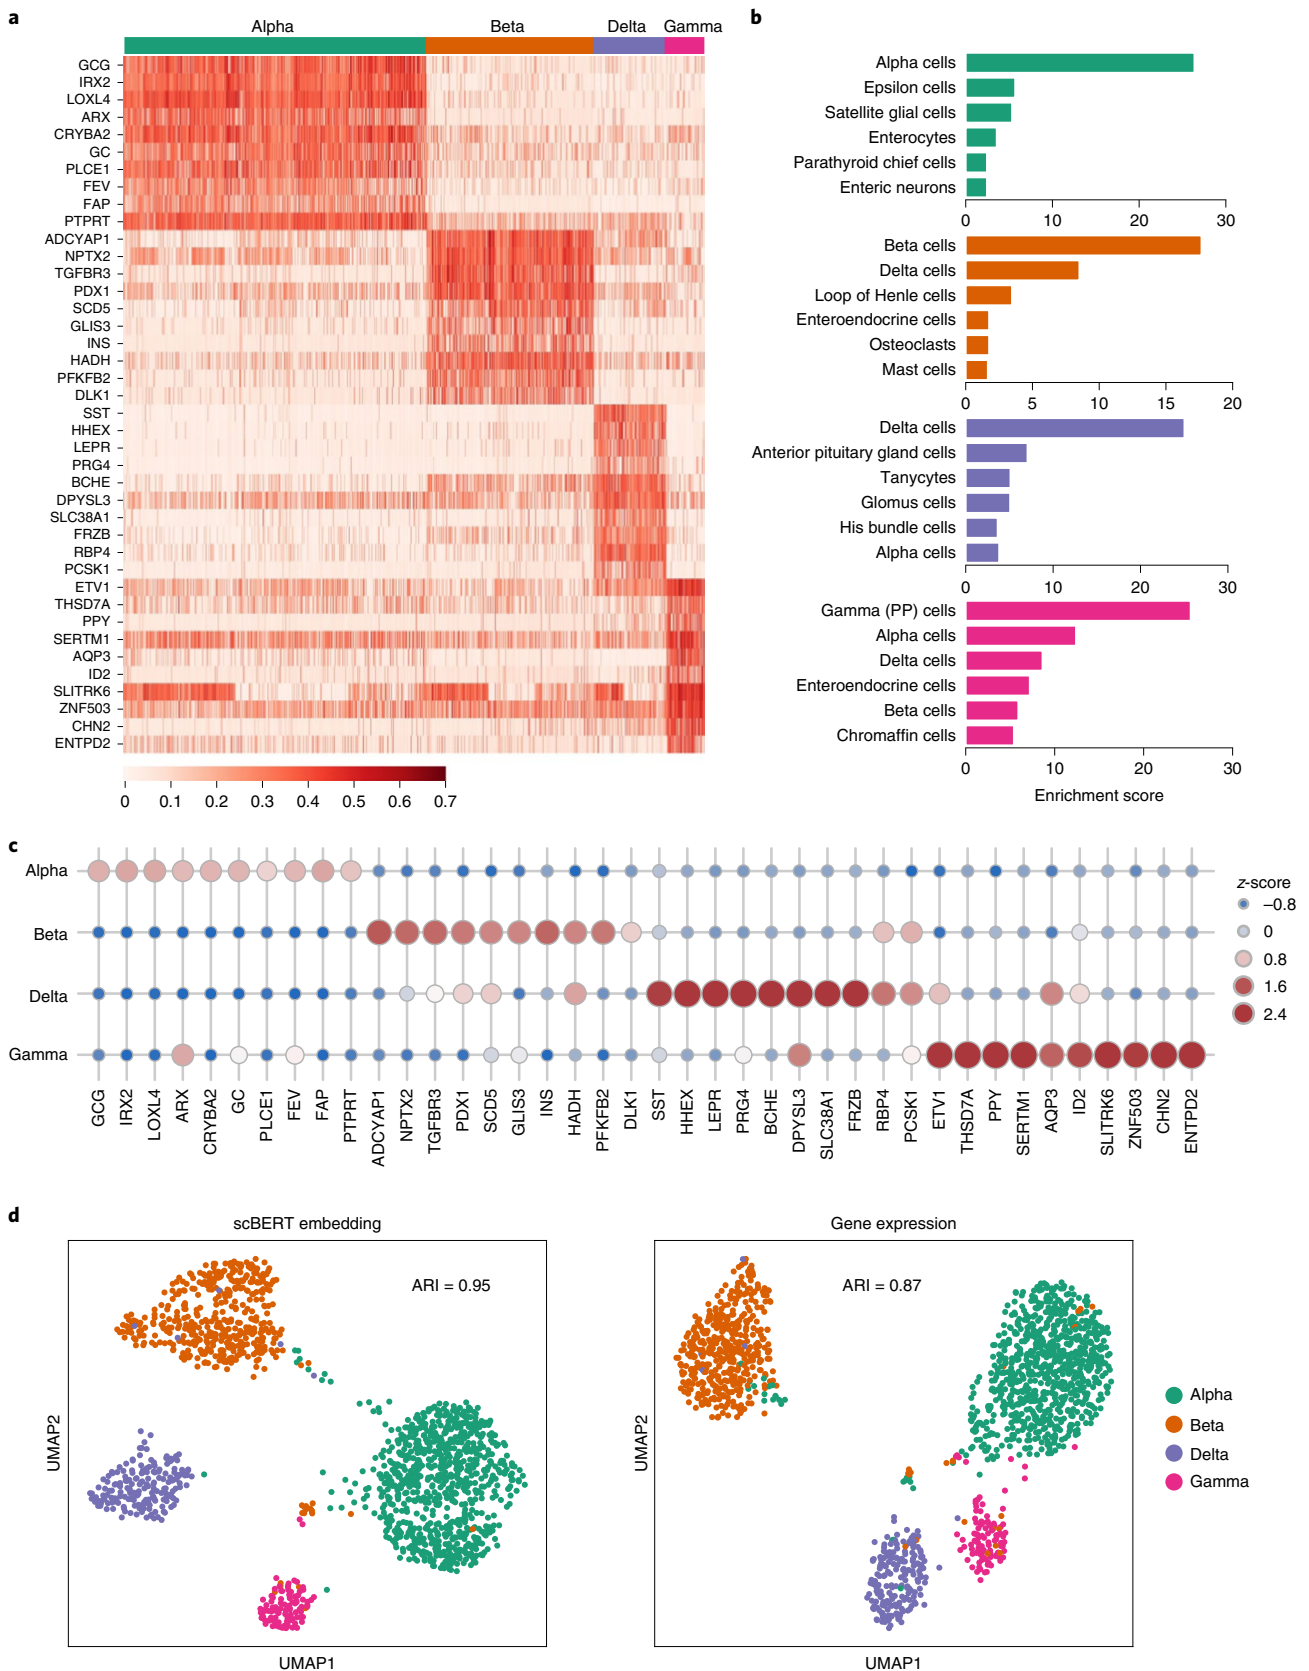 a
Alpha Beta Delta Gamma
GCG
IRX2
LOXL4
ARX
CRYBA2
GC
PLCE1
FEV
FAP
PTPRT
ADCYAP1
NPTX2
TGFBR3
PDX1
SCD5
GLIS3
INS
HADH
PFKFB2
DLK1
SST
HHEX
LEPR
PRG4
BCHE
DPYSL3
SLC38A1
FRZB
RBP4
PCSK1
ETV1
THSD7A
PPY
SERTM1
AQP3
ID2
SLITRK6
ZNF503
CHN2
ENTPD2
0 0.1 0.2 0.3 0.4 0.5 0.6 0.7
b
Alpha cells
Epsilon cells
Satellite glial cells
Enterocytes
Parathyroid chief cells
Enteric neurons
0 10 20 30
Beta cells
Delta cells
Loop of Henle cells
Enteroendocrine cells
Osteoclasts
Mast cells
0 5 10 15 20
Delta cells
Anterior pituitary gland cells
Tanycytes
Glomus cells
His bundle cells
Alpha cells
0 10 20 30
Gamma (PP) cells
Alpha cells
Delta cells
Enteroendocrine cells
Beta cells
Chromaffin cells
0 10 20 30
Enrichment score
c
Alpha
Beta
Delta
Gamma
GCG
IRX2
LOXL4
ARX
CRYBA2
GC
PLCE1
FEV
FAP
PTPRT
ADCYAP1
NPTX2
TGFBR3
PDX1
SCD5
GLIS3
INS
HADH
PFKFB2
DLK1
SST
HHEX
LEPR
PRG4
BCHE
DPYSL3
SLC38A1
FRZB
RBP4
PCSK1
ETV1
THSD7A
PPY
SERTM1
AQP3
ID2
SLITRK6
ZNF503
CHN2
ENTPD2
z-score
–0.8
0
0.8
1.6
2.4
d
scBERT embedding
ARI = 0.95
UMAP2
UMAP1
Gene expression
ARI = 0.87
UMAP2
UMAP1
Alpha
Beta
Delta
Gamma